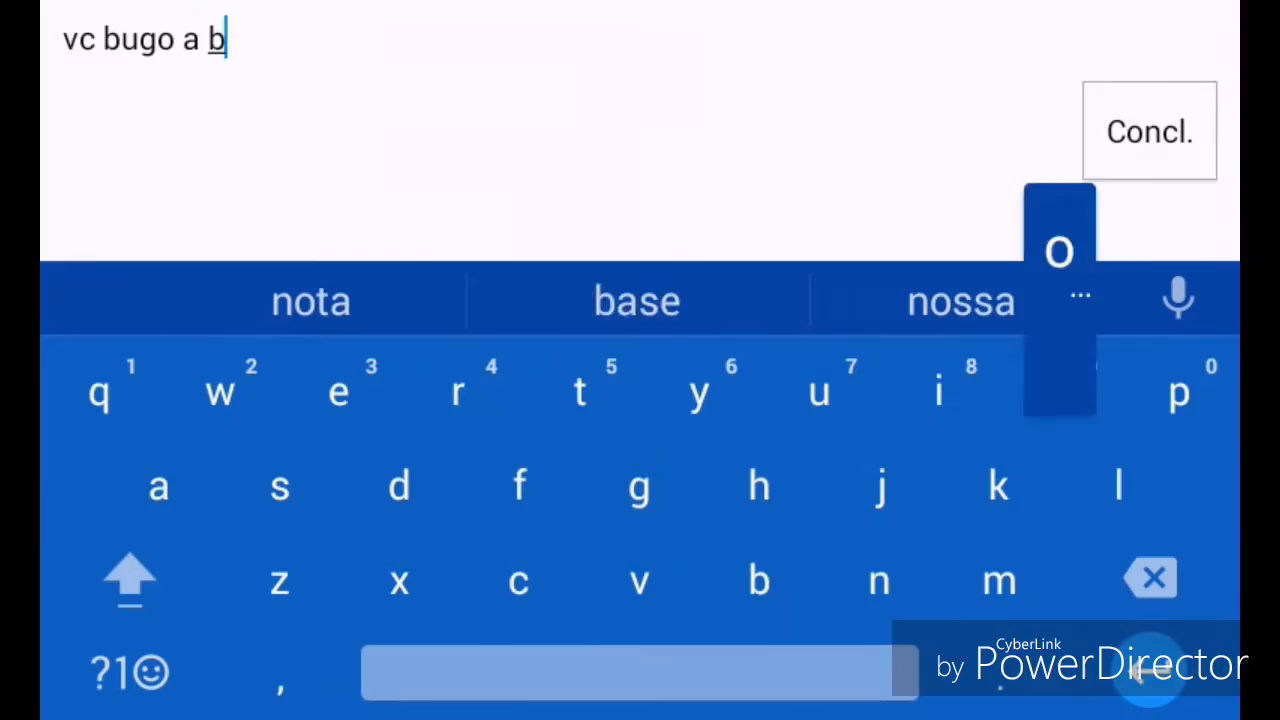 vc bugo a b
Concl.
o
...
nota base nossa
1 2 3 4 5 6 7 8 0
q w e r t y u i p
a s d f g h j k l
z x c v b n m
?1 , .
CyberLink
by PowerDirector